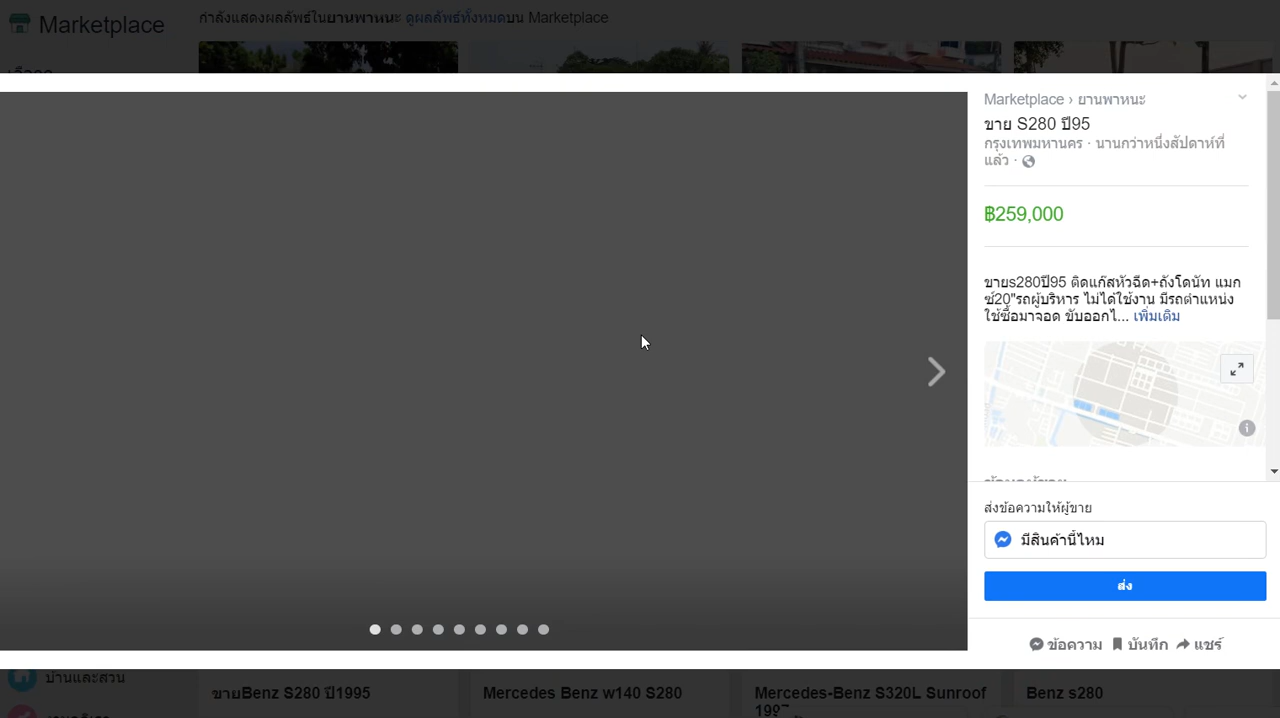 Marketplace
กำลังแสดงผลลัพธ์ในยานพาหนะ ดูผลลัพธ์ทั้งหมดบน Marketplace
Marketplace › ยานพาหนะ
ขาย S280 ปี95
กรุงเทพมหานคร · นานกว่าหนึ่งสัปดาห์ที่
แล้ว ·
฿259,000
ขายs280ปี95 ติดแก๊สหัวฉีด+ถังโดนัท แมก
ซ์20"รถผู้บริหาร ไม่ได้ใช้งาน มีรถตำแหน่ง
ใช้ซื้อมาจอด ขับออกไ... เพิ่มเติม
ส่งข้อความให้ผู้ขาย
มีสินค้านี้ไหม
ส่ง
ข้อความ บันทึก แชร์
บ้านและสวน
ขายBenz S280 ปี1995
Mercedes Benz w140 S280
Mercedes-Benz S320L Sunroof
Benz s280